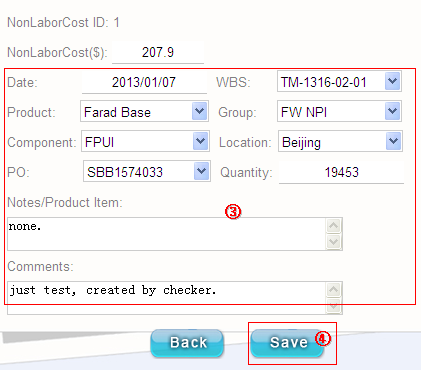 NonLaborCost ID: 1
NonLaborCost($): 207.9
Date: 2013/01/07 WBS: TM-1316-02-01
Product: Farad Base Group: FW NPI
Component: FPUI Location: Beijing
PO: SBB1574033 Quantity: 19453
Notes/Product Item:
③
none.
Comments:
just test, created by checker.
Back Save ④